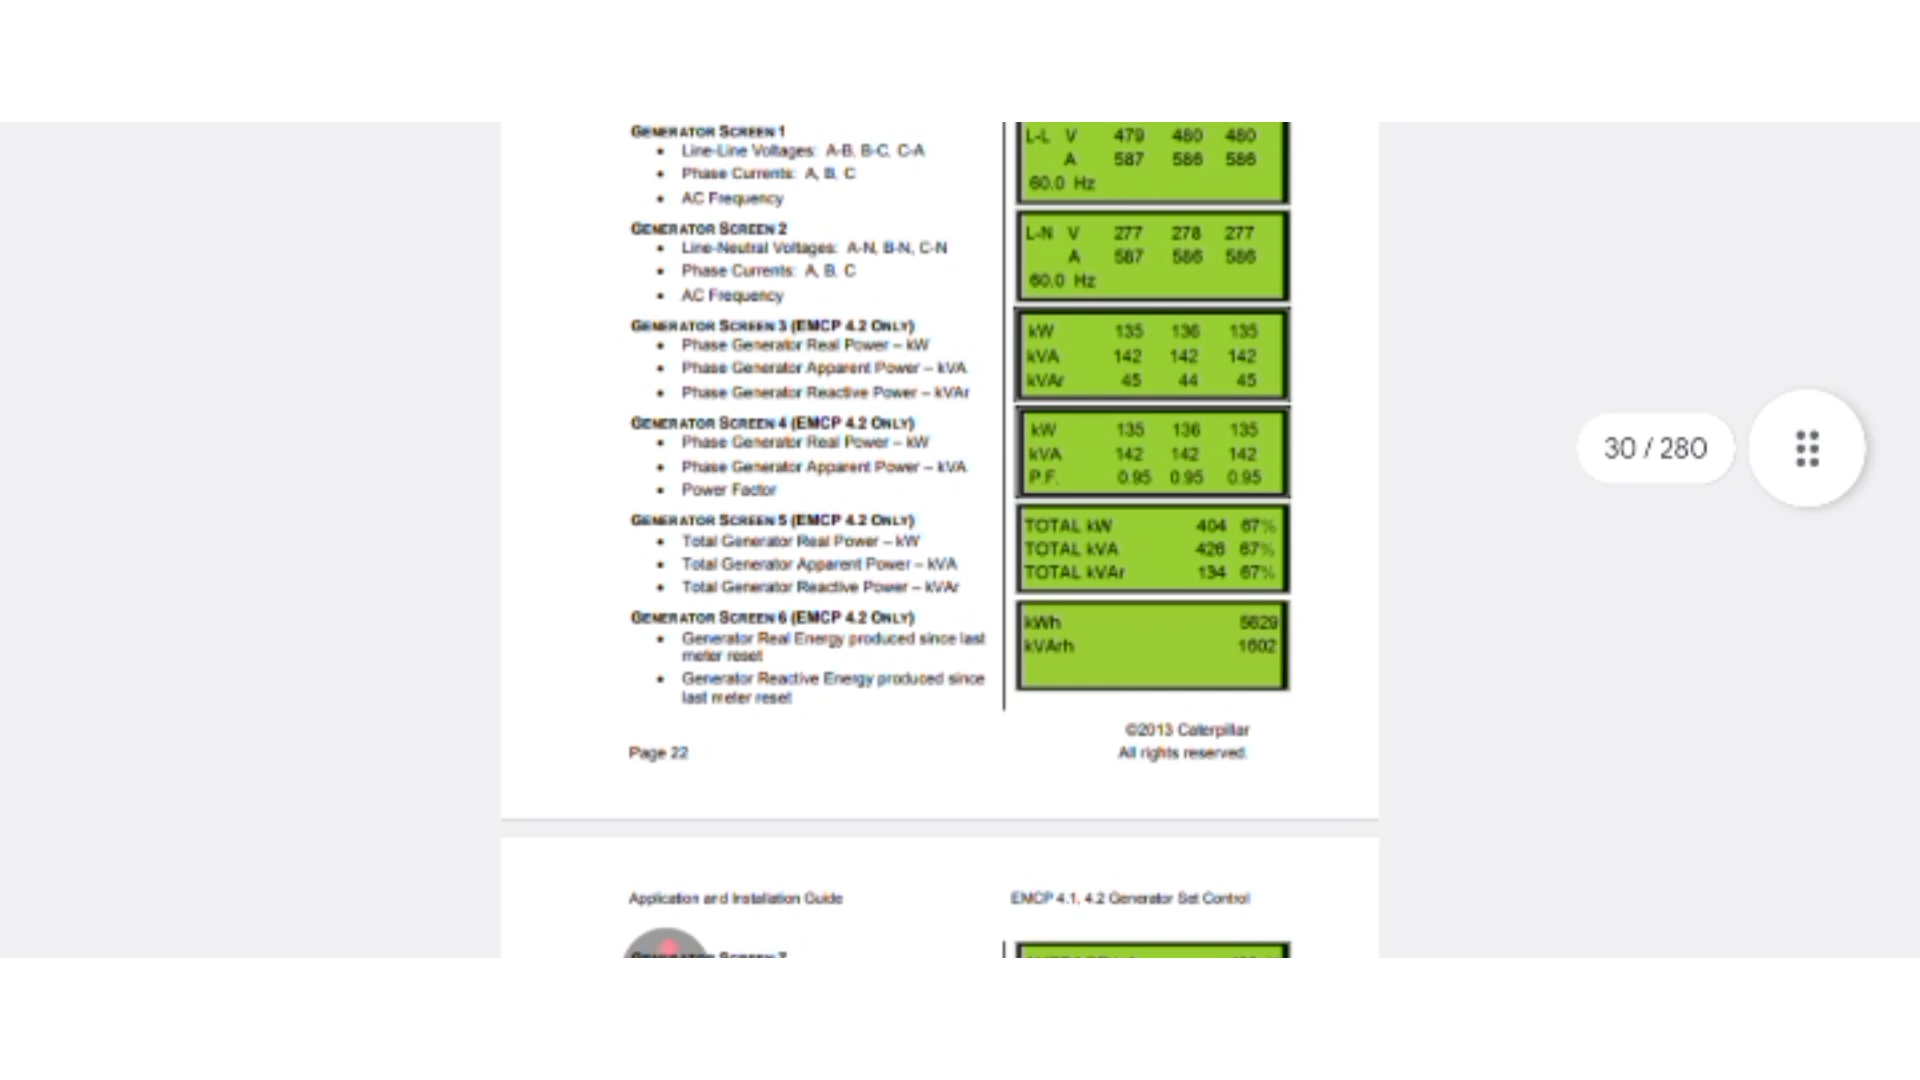 GENERATOR SCREEN 1
• Line-Line Voltages: A-B, B-C, C-A
• Phase Currents: A, B, C
• AC Frequency
L-L V 479 480 480
A 587 586 586
60.0 Hz
GENERATOR SCREEN 2
• Line-Neutral Voltages: A-N, B-N, C-N
• Phase Currents: A, B, C
• AC Frequency
L-N V 277 278 277
A 587 586 586
60.0 Hz
GENERATOR SCREEN 3 (EMCP 4.2 ONLY)
• Phase Generator Real Power – kW
• Phase Generator Apparent Power – kVA
• Phase Generator Reactive Power – kVAr
kW 135 136 135
kVA 142 142 142
kVAr 45 44 45
GENERATOR SCREEN 4 (EMCP 4.2 ONLY)
• Phase Generator Real Power – kW
• Phase Generator Apparent Power – kVA
• Power Factor
kW 135 136 135
kVA 142 142 142
P.F. 0.95 0.95 0.95
GENERATOR SCREEN 5 (EMCP 4.2 ONLY)
• Total Generator Real Power – kW
• Total Generator Apparent Power – kVA
• Total Generator Reactive Power – kVAr
TOTAL kW 404 67%
TOTAL kVA 426 67%
TOTAL kVAr 134 67%
GENERATOR SCREEN 6 (EMCP 4.2 ONLY)
• Generator Real Energy produced since last
meter reset
• Generator Reactive Energy produced since
last meter reset
kWh 5629
kVArh 1602
©2013 Caterpillar
Page 22 All rights reserved.
30 / 280
Application and Installation Guide EMCP 4.1, 4.2 Generator Set Control
GENERATOR SCREEN 7